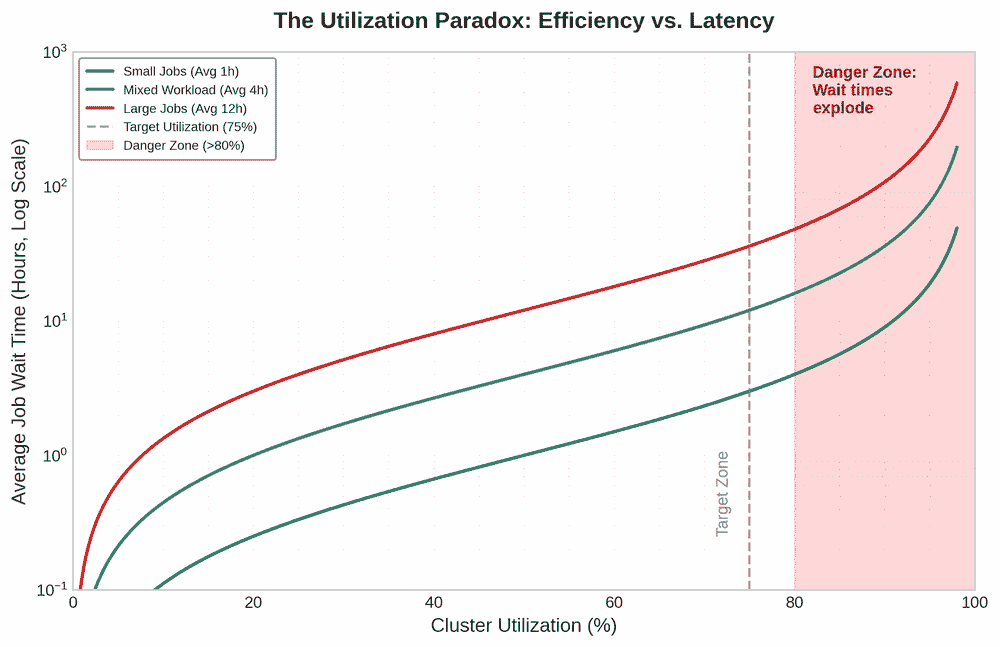 The Utilization Paradox: Efficiency vs. Latency
Small Jobs (Avg 1h)
Mixed Workload (Avg 4h)
Large Jobs (Avg 12h)
Target Utilization (75%)
Danger Zone (>80%)
Danger Zone:
Wait times
explode
Average Job Wait Time (Hours, Log Scale)
10³
10²
10¹
10⁰
10⁻¹
Target Zone
0 20 40 60 80 100
Cluster Utilization (%)